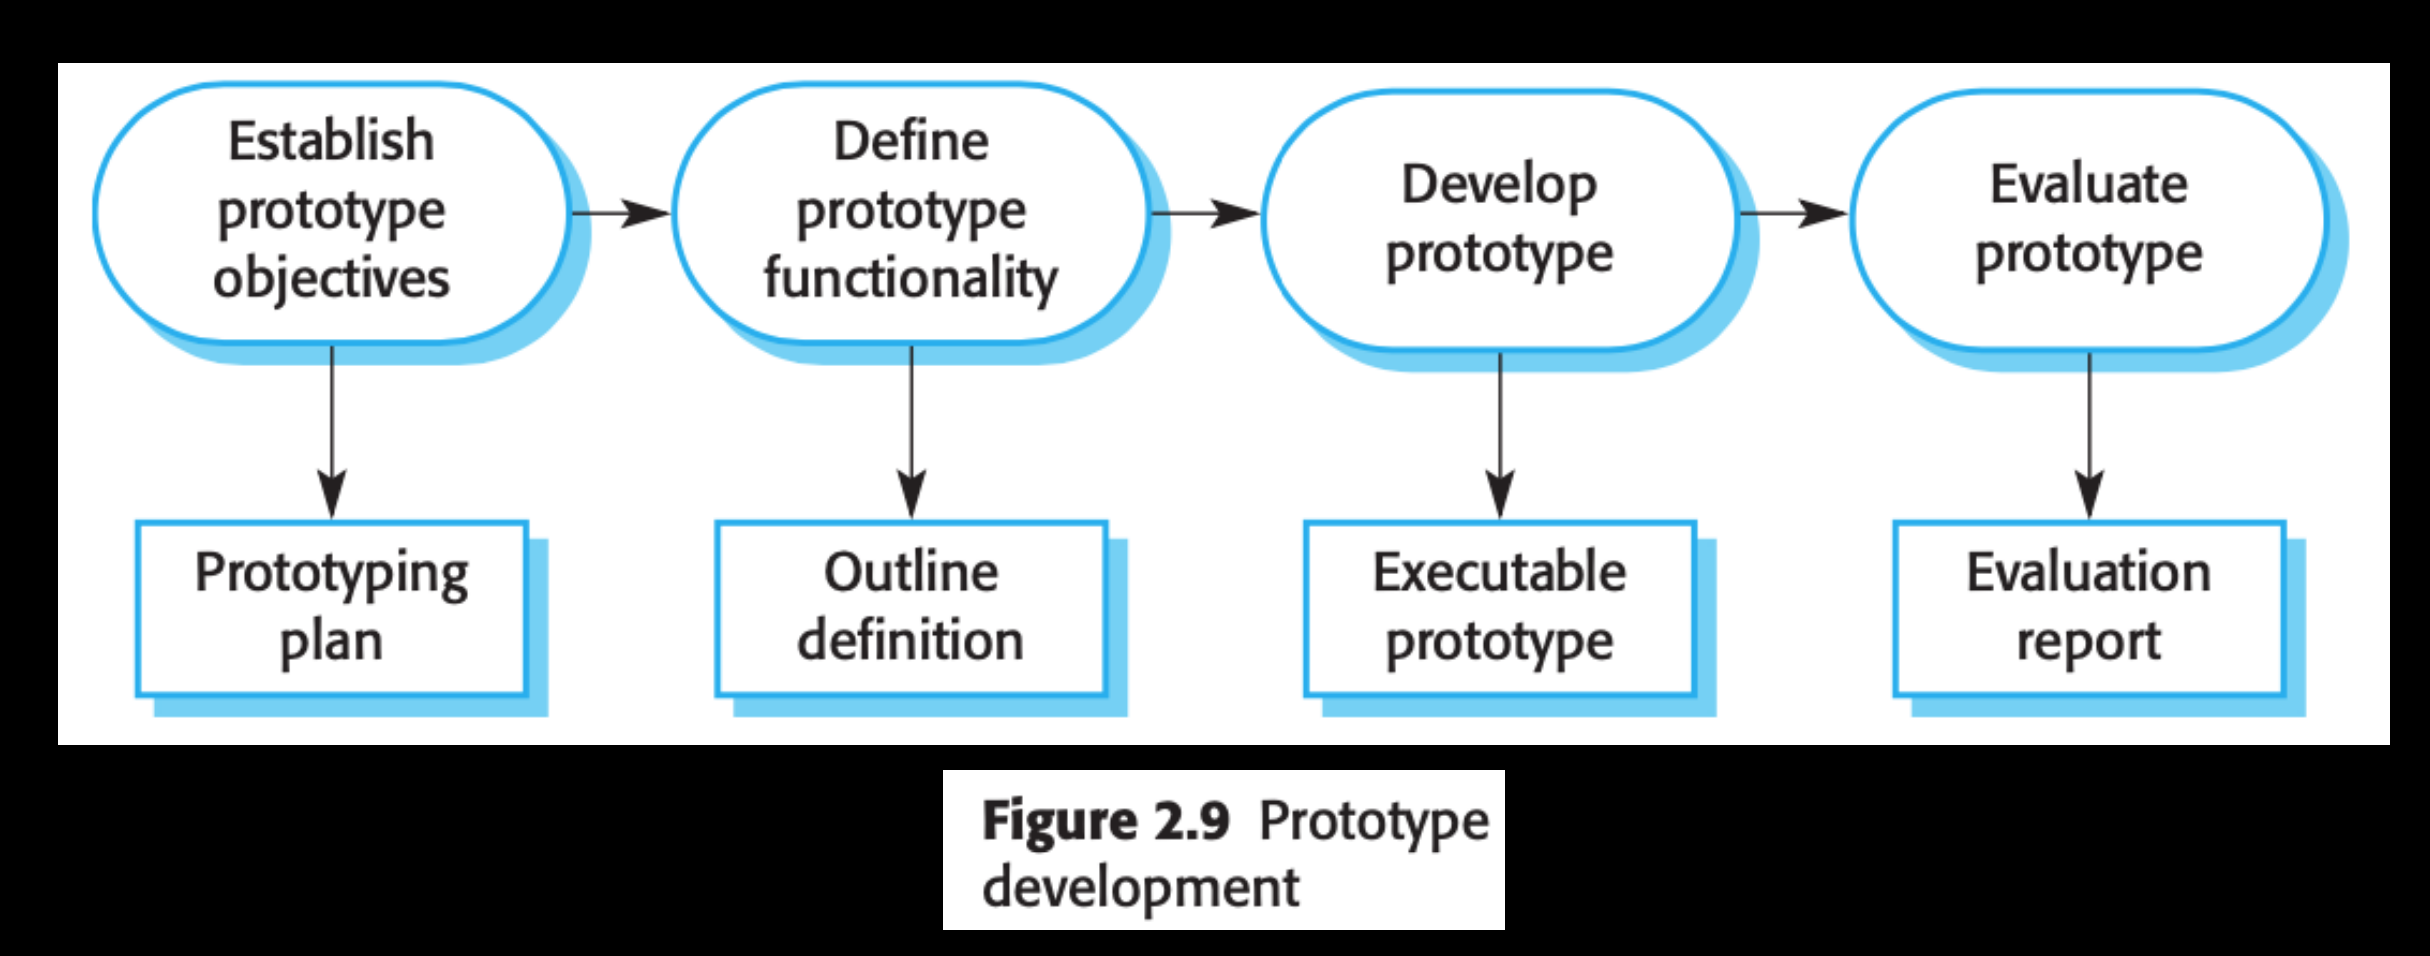 Establish
prototype
objectives
Define
prototype
functionality
Develop
prototype
Evaluate
prototype
Prototyping
plan
Outline
definition
Executable
prototype
Evaluation
report
Figure 2.9 Prototype
development